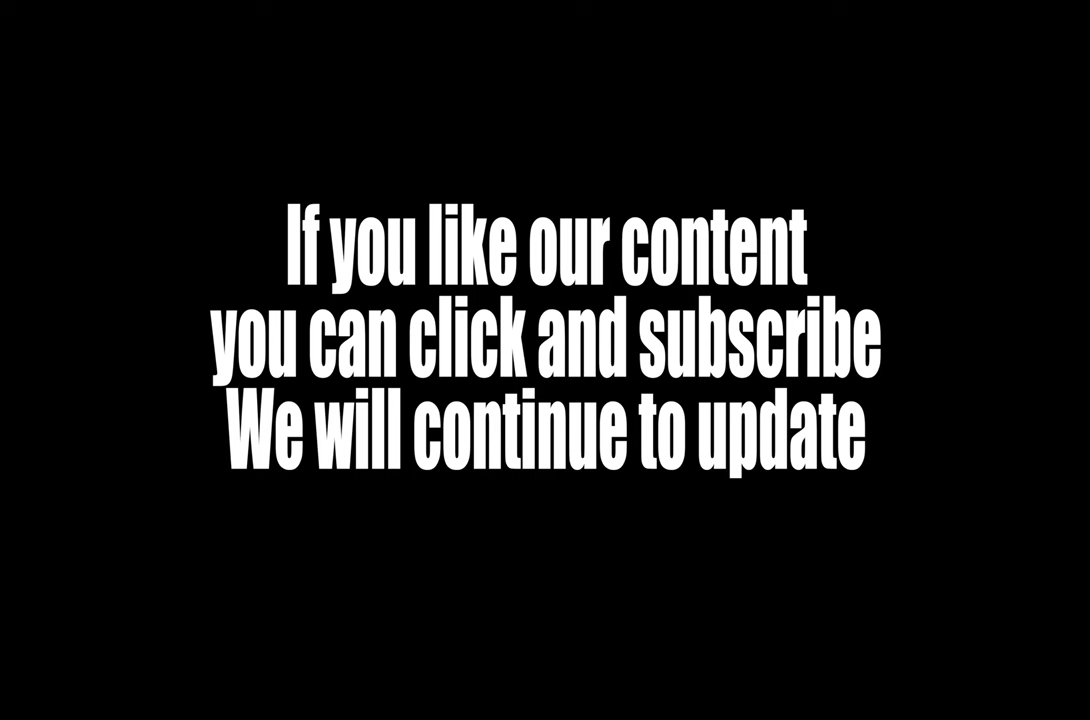 If you like our content
you can click and subscribe
We will continue to update